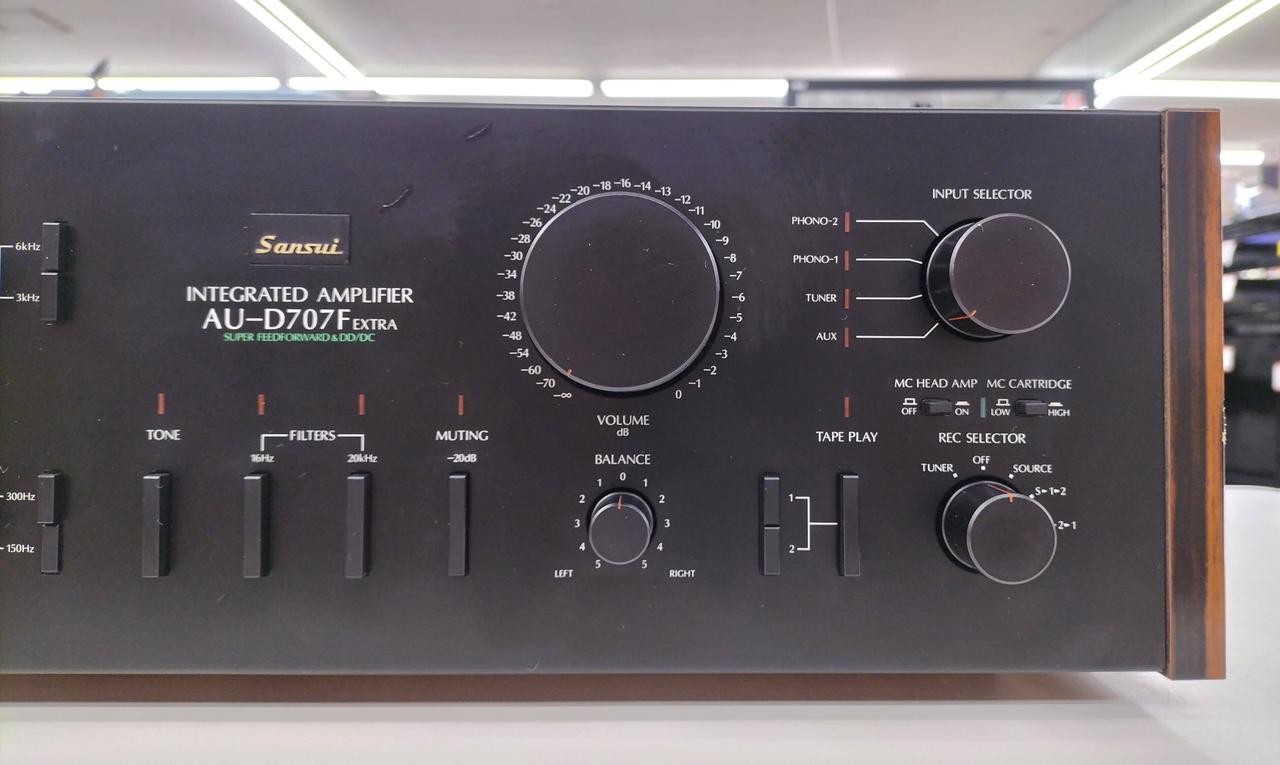 6kHz
3kHz
Sansui
INTEGRATED AMPLIFIER
AU-D707F EXTRA
SUPER FEEDFORWARD & DD/DC
TONE
FILTERS
16Hz
20kHz
MUTING
-20dB
300Hz
150Hz
-∞
-70
-60
-54
-48
-42
-38
-34
-30
-28
-26
-24
-22
-20
-18
-16
-14
-13
-12
-11
-10
-9
-8
-7
-6
-5
-4
-3
-2
-1
0
VOLUME
dB
BALANCE
5
4
3
2
1
0
1
2
3
4
5
LEFT
RIGHT
INPUT SELECTOR
PHONO-2
PHONO-1
TUNER
AUX
MC HEAD AMP
OFF
ON
MC CARTRIDGE
LOW
HIGH
TAPE PLAY
1
2
REC SELECTOR
TUNER
OFF
SOURCE
S►1►2
2►1